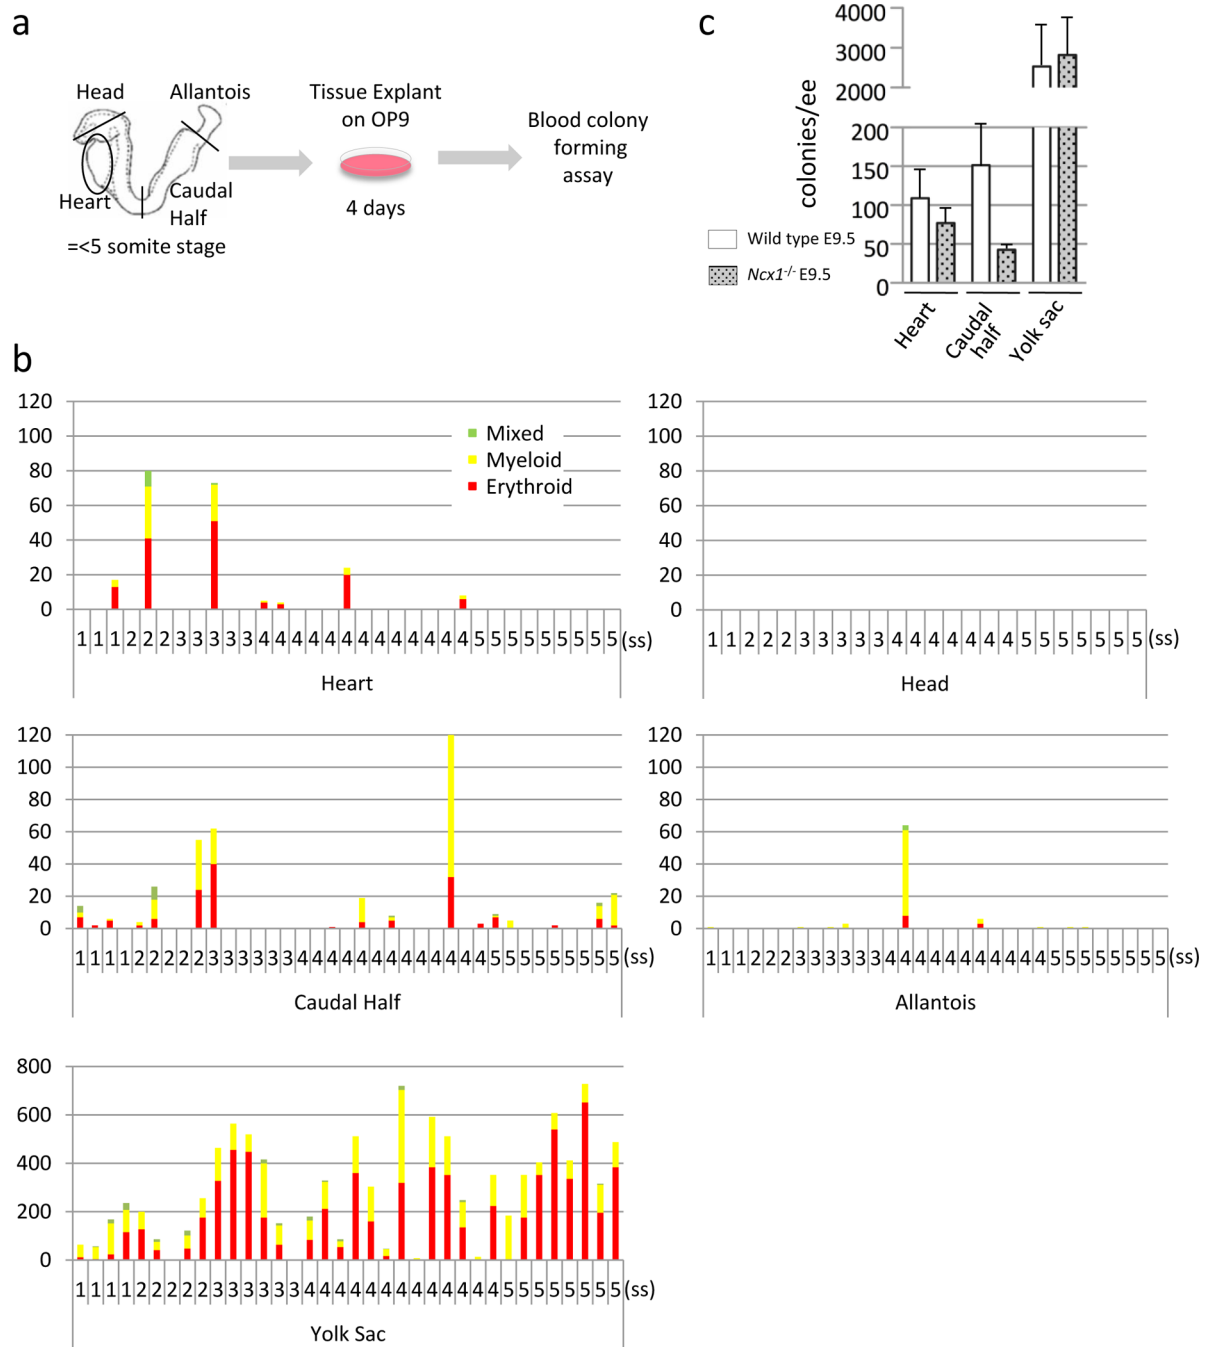 a
Head
Allantois
Heart
Caudal
Half
=<5 somite stage
Tissue Explant
on OP9
4 days
Blood colony
forming
assay
c
colonies/ee
4000
3000
2000
200
150
100
50
0
Wild type E9.5
Ncx1-/- E9.5
Heart
Caudal
half
Yolk sac
b
120
100
80
60
40
20
0
Mixed
Myeloid
Erythroid
1 1 1 2 2 2 3 3 3 3 3 4 4 4 4 4 4 4 4 4 4 4 4 4 5 5 5 5 5 5 5 5 5 (ss)
Heart
120
100
80
60
40
20
0
1 1 2 2 2 3 3 3 3 3 4 4 4 4 4 4 4 5 5 5 5 5 5 5 (ss)
Head
120
100
80
60
40
20
0
1 1 1 1 2 2 2 2 2 3 3 3 3 3 3 4 4 4 4 4 4 4 4 4 4 4 4 4 5 5 5 5 5 5 5 5 5 (ss)
Caudal Half
120
100
80
60
40
20
0
1 1 1 2 2 2 3 3 3 3 3 3 4 4 4 4 4 4 4 4 4 4 4 5 5 5 5 5 5 5 5 (ss)
Allantois
800
600
400
200
0
1 1 1 1 2 2 2 2 2 3 3 3 3 3 3 4 4 4 4 4 4 4 4 4 4 4 4 4 5 5 5 5 5 5 5 5 (ss)
Yolk Sac